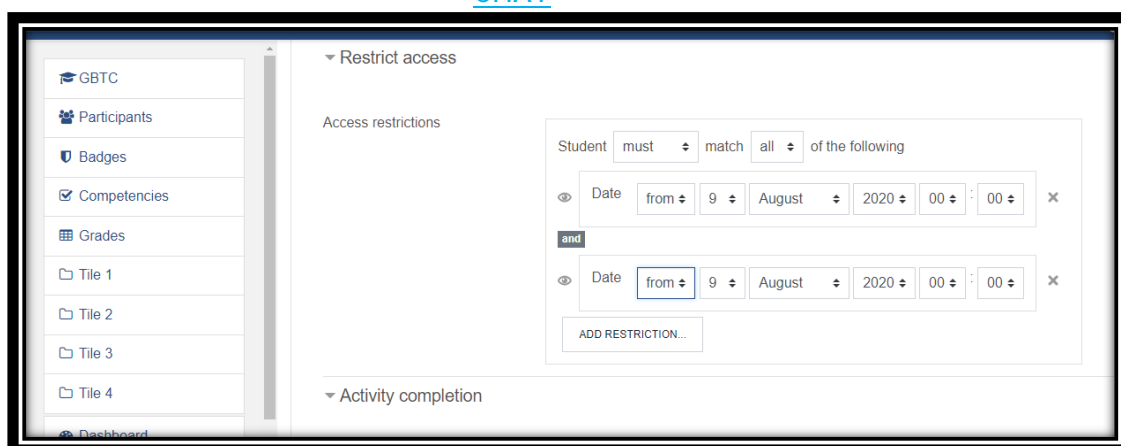 Restrict access
GBTC
Participants
Access restrictions
Student must match all of the following
Badges
Competencies
Date from 9 August 2020 00 : 00
Grades
and
Tile 1
Date from 9 August 2020 00 : 00
Tile 2
ADD RESTRICTION...
Tile 3
Tile 4
Activity completion
Dashboard